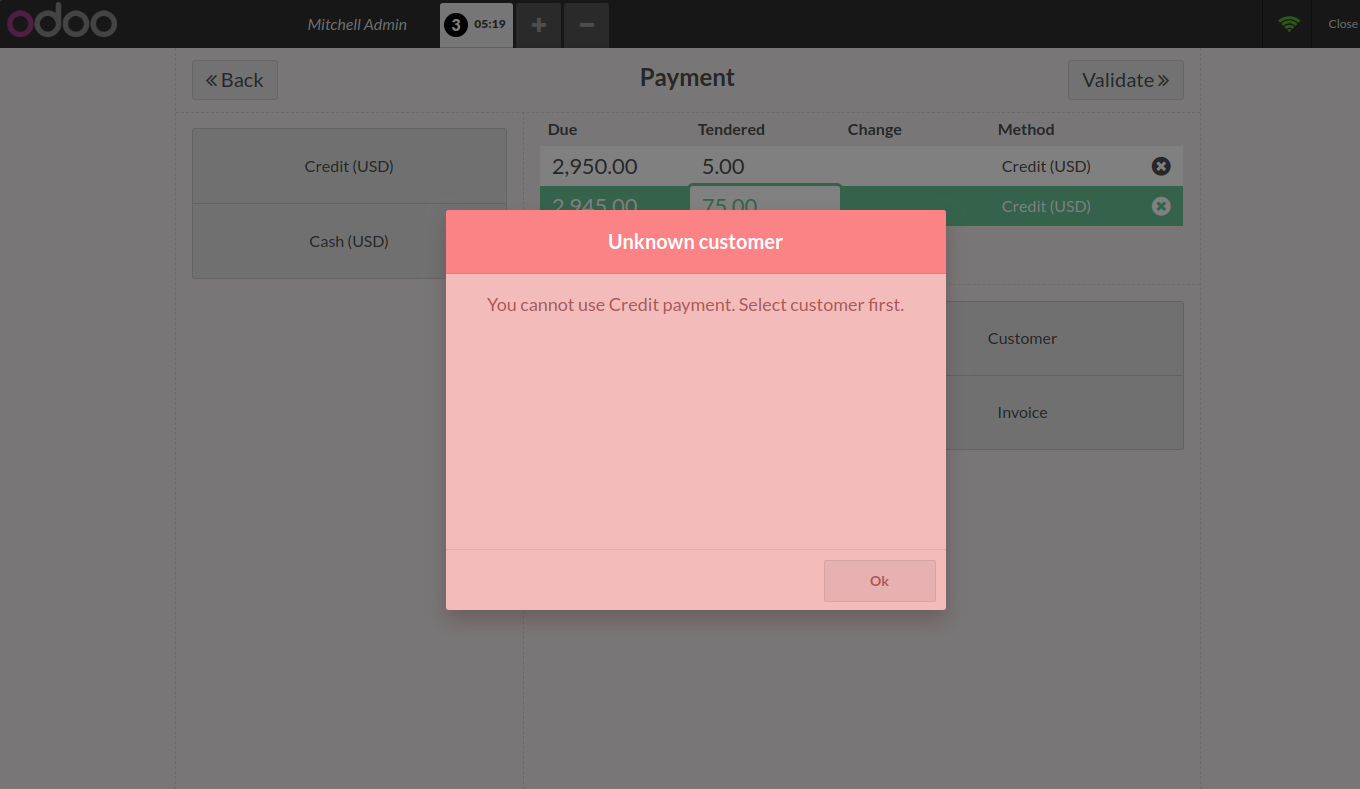 odoo
Mitchell Admin
3 05:19
Close
Back
Payment
Validate
Due Tendered Change Method
2,950.00 5.00 Credit (USD)
2,945.00 75.00 Credit (USD)
Credit (USD)
Cash (USD)
Unknown customer
You cannot use Credit payment. Select customer first.
Customer
Invoice
Ok